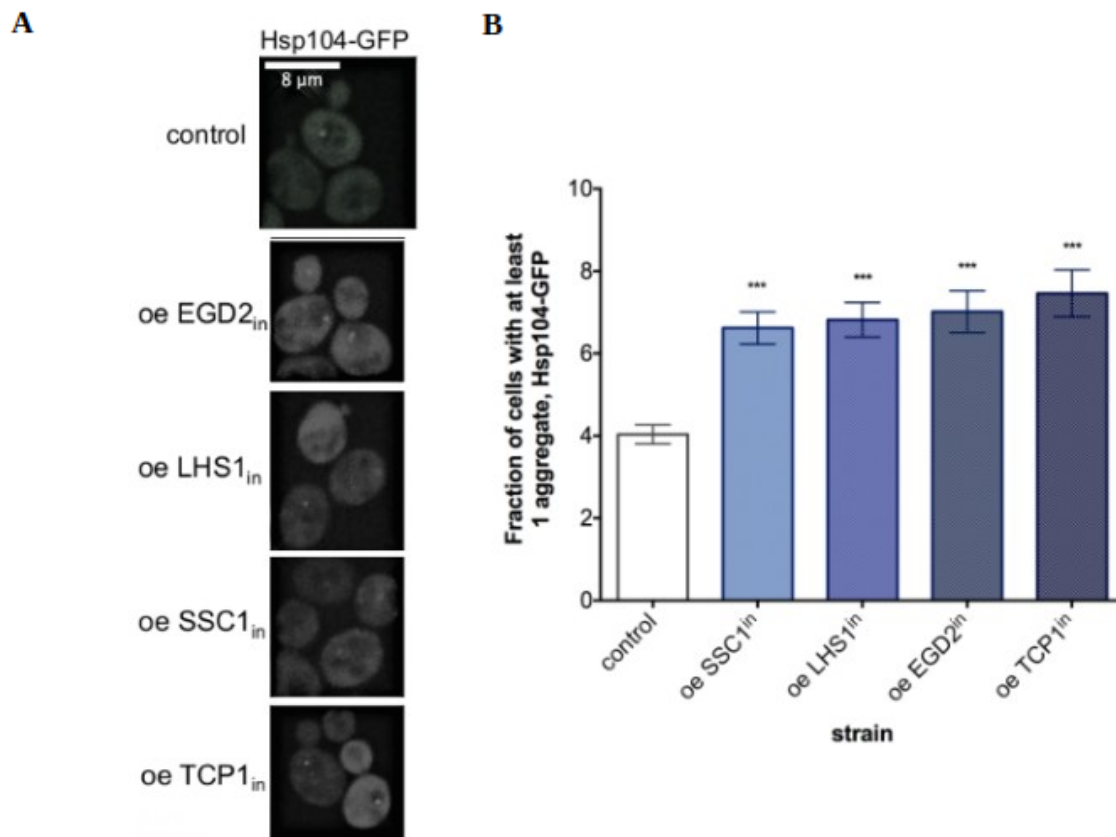 A
Hsp104-GFP
8 µm
control
oe EGD2in
oe LHS1in
oe SSC1in
oe TCP1in
B
Fraction of cells with at least
1 aggregate, Hsp104-GFP
10
8
6
4
2
0
***
***
***
***
control
oe SSC1in
oe LHS1in
oe EGD2in
oe TCP1in
strain